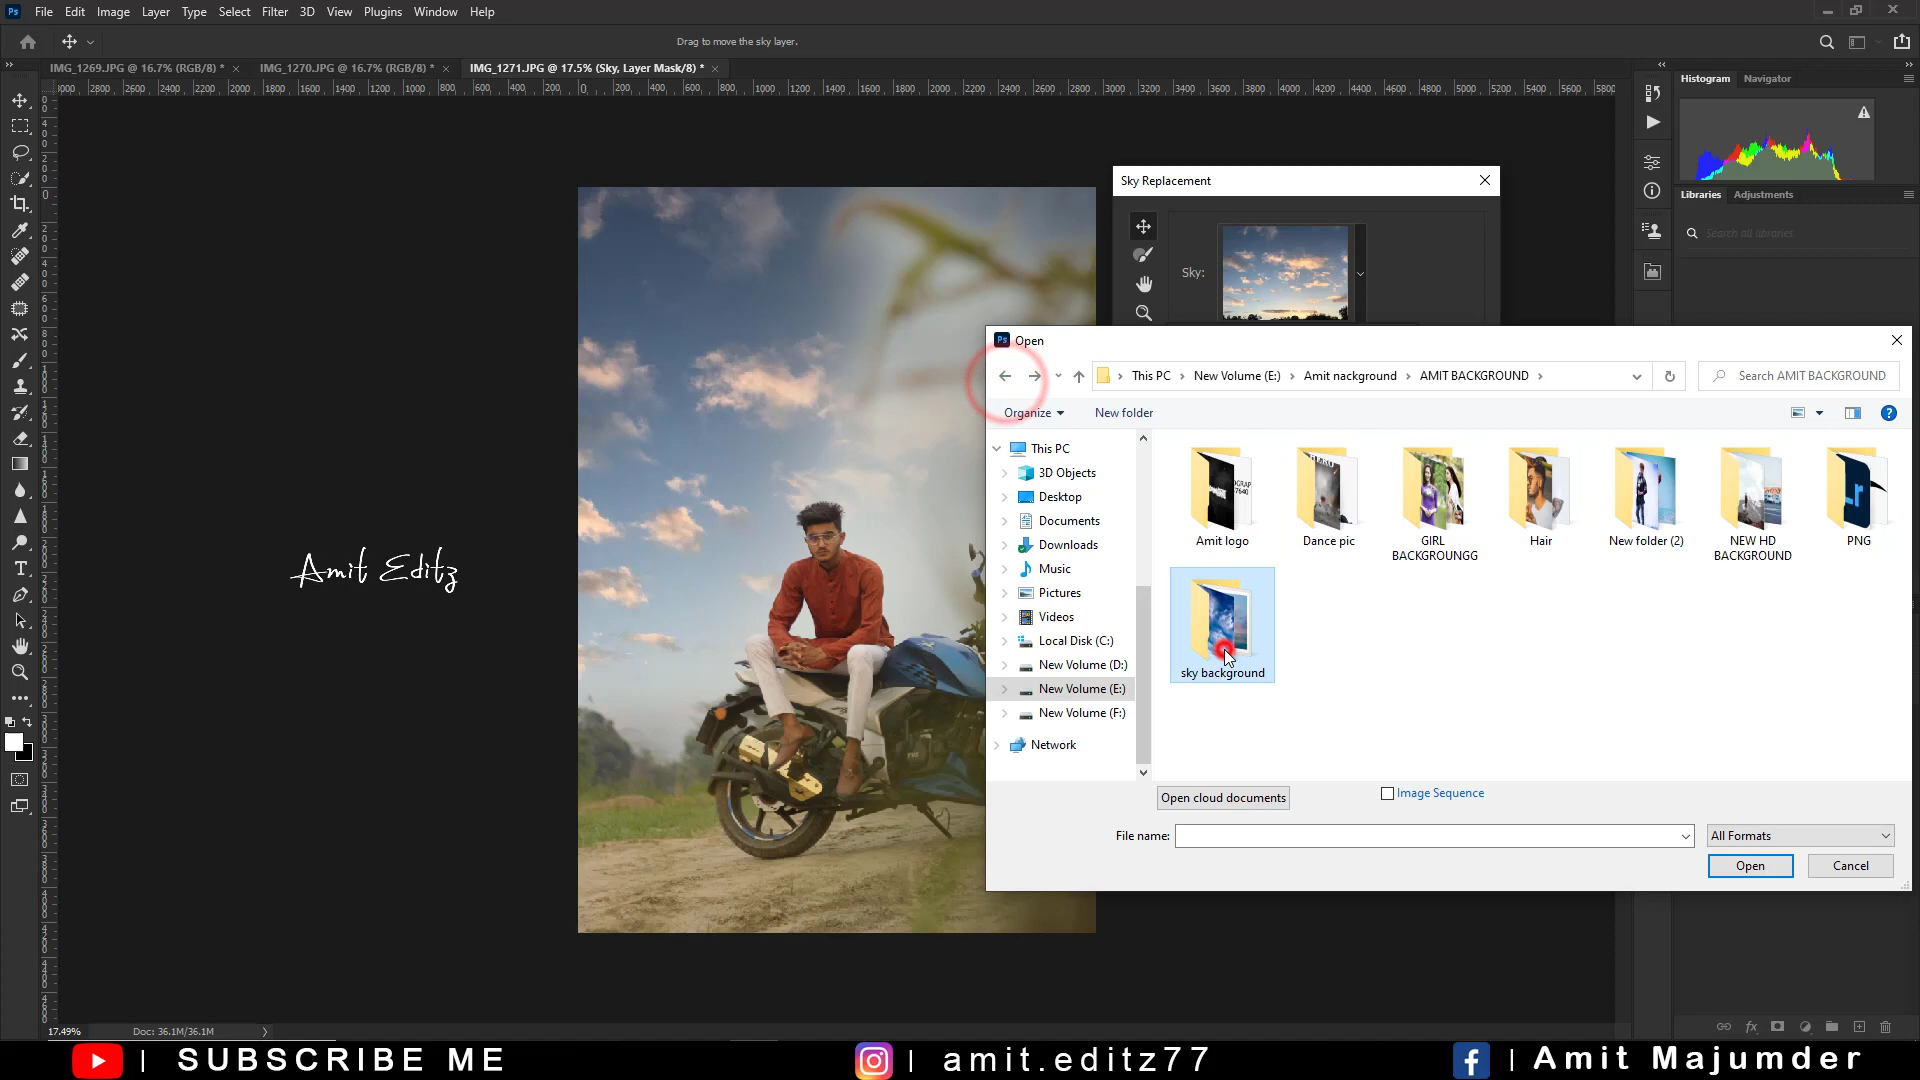 Ps File Edit Image Layer Type Select Filter 3D View Plugins Window Help
Drag to move the sky layer.
IMG_1269.JPG @ 16.7% (RGB/8) * × IMG_1270.JPG @ 16.7% (RGB/8) * × IMG_1271.JPG @ 17.5% (Sky, Layer Mask/8) * ×
Histogram Navigator
Sky Replacement
Libraries Adjustments
Search all libraries
Sky:
Ps Open
This PC › New Volume (E:) › Amit nackground › AMIT BACKGROUND ›
Search AMIT BACKGROUND
Organize New folder
This PC
3D Objects
Desktop
Documents
Downloads
Music
Pictures
Videos
Local Disk (C:)
New Volume (D:)
New Volume (E:)
New Volume (F:)
Network
Amit logo
Dance pic
GIRL BACKGROUNGG
Hair
New folder (2)
NEW HD BACKGROUND
PNG
sky background
Open cloud documents
Image Sequence
File name:
All Formats
Open Cancel
Amit Editz
17.49% Doc: 36.1M/36.1M
| SUBSCRIBE ME
| amit.editz77
| Amit Majumder